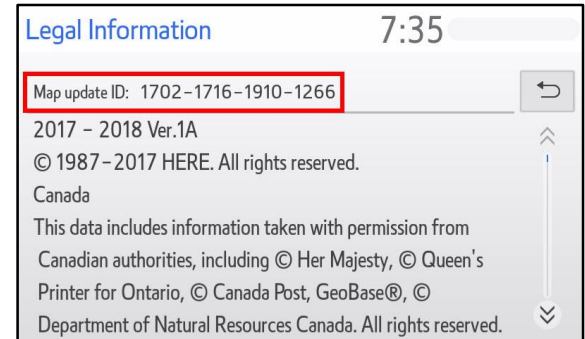 Legal Information 7:35
Map update ID: 1702-1716-1910-1266
2017 - 2018 Ver.1A
© 1987-2017 HERE. All rights reserved.
Canada
This data includes information taken with permission from
Canadian authorities, including © Her Majesty, © Queen's
Printer for Ontario, © Canada Post, GeoBase®, ©
Department of Natural Resources Canada. All rights reserved.